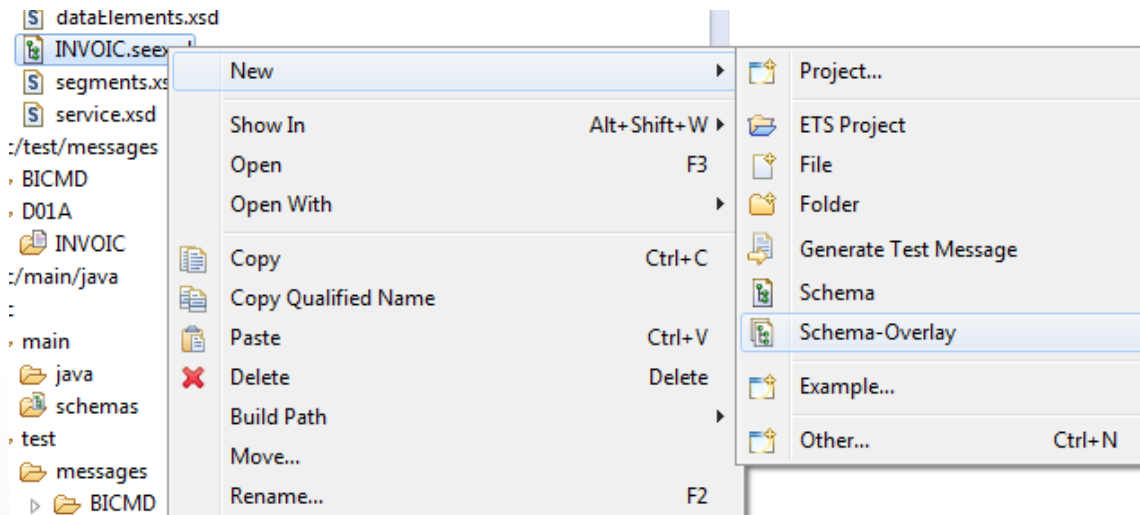 dataElements.xsd
INVOIC.seex
segments.xs
service.xsd
:/test/messages
BICMD
D01A
INVOIC
:/main/java
main
java
schemas
test
messages
BICMD
New
Show In Alt+Shift+W
Open F3
Open With
Copy Ctrl+C
Copy Qualified Name
Paste Ctrl+V
Delete Delete
Build Path
Move...
Rename... F2
Project...
ETS Project
File
Folder
Generate Test Message
Schema
Schema-Overlay
Example...
Other... Ctrl+N